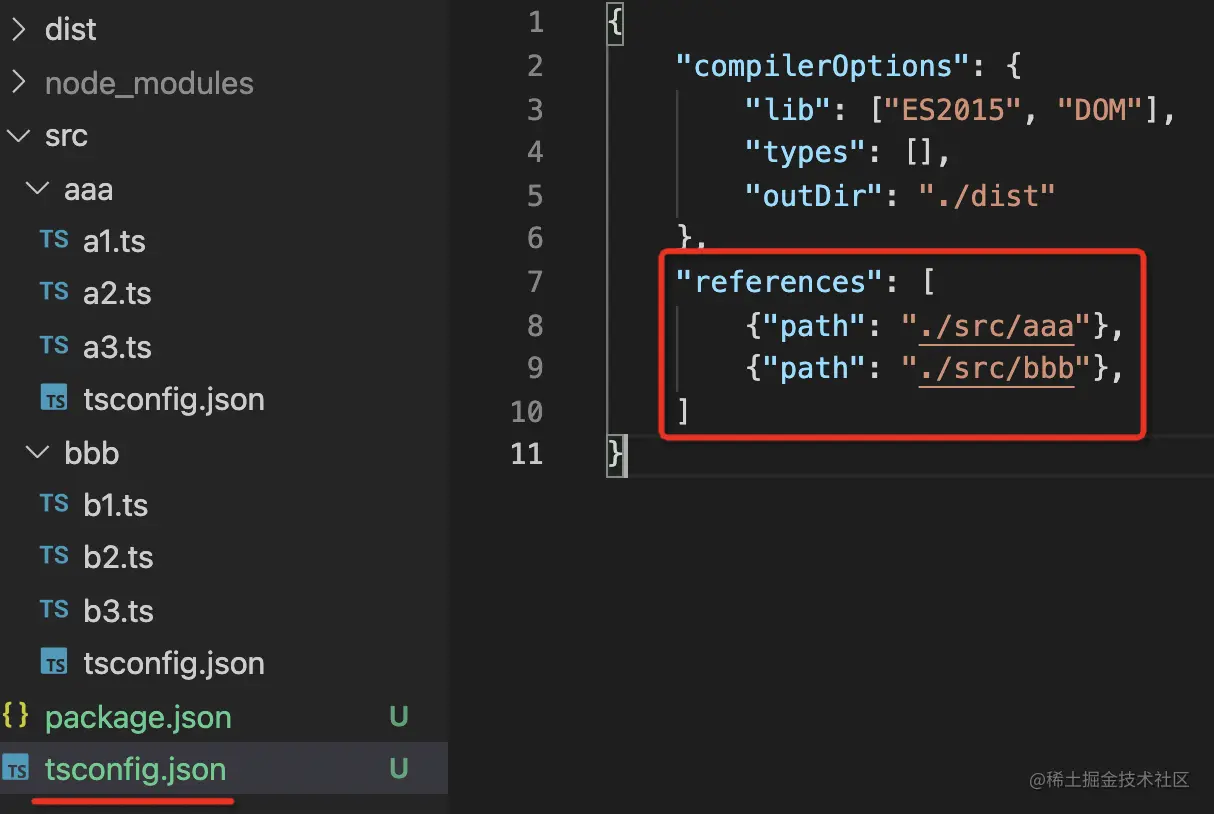 dist
node_modules
src
aaa
TS a1.ts
TS a2.ts
TS a3.ts
TS tsconfig.json
bbb
TS b1.ts
TS b2.ts
TS b3.ts
TS tsconfig.json
{} package.json U
TS tsconfig.json U
1 {
2 "compilerOptions": {
3 "lib": ["ES2015", "DOM"],
4 "types": [],
5 "outDir": "./dist"
6 },
7 "references": [
8 {"path": "./src/aaa"},
9 {"path": "./src/bbb"},
10 ]
11 }
@稀土掘金技术社区